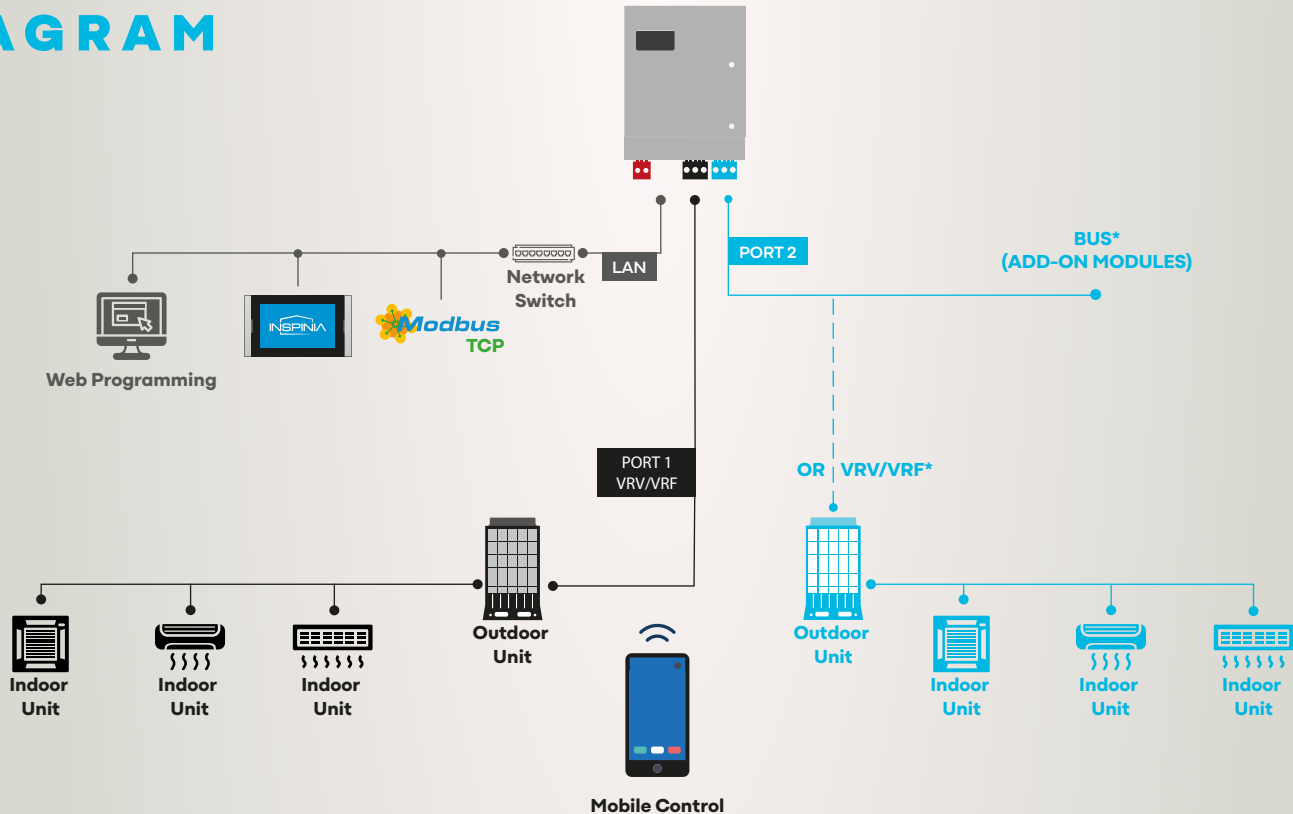 AGRAM
LAN
PORT 2
BUS*
(ADD-ON MODULES)
Network
Switch
INSPINIA
Modbus
TCP
Web Programming
PORT 1
VRV/VRF
OR VRV/VRF*
Outdoor
Unit
Outdoor
Unit
Indoor
Unit
Indoor
Unit
Indoor
Unit
Indoor
Unit
Indoor
Unit
Indoor
Unit
Mobile Control